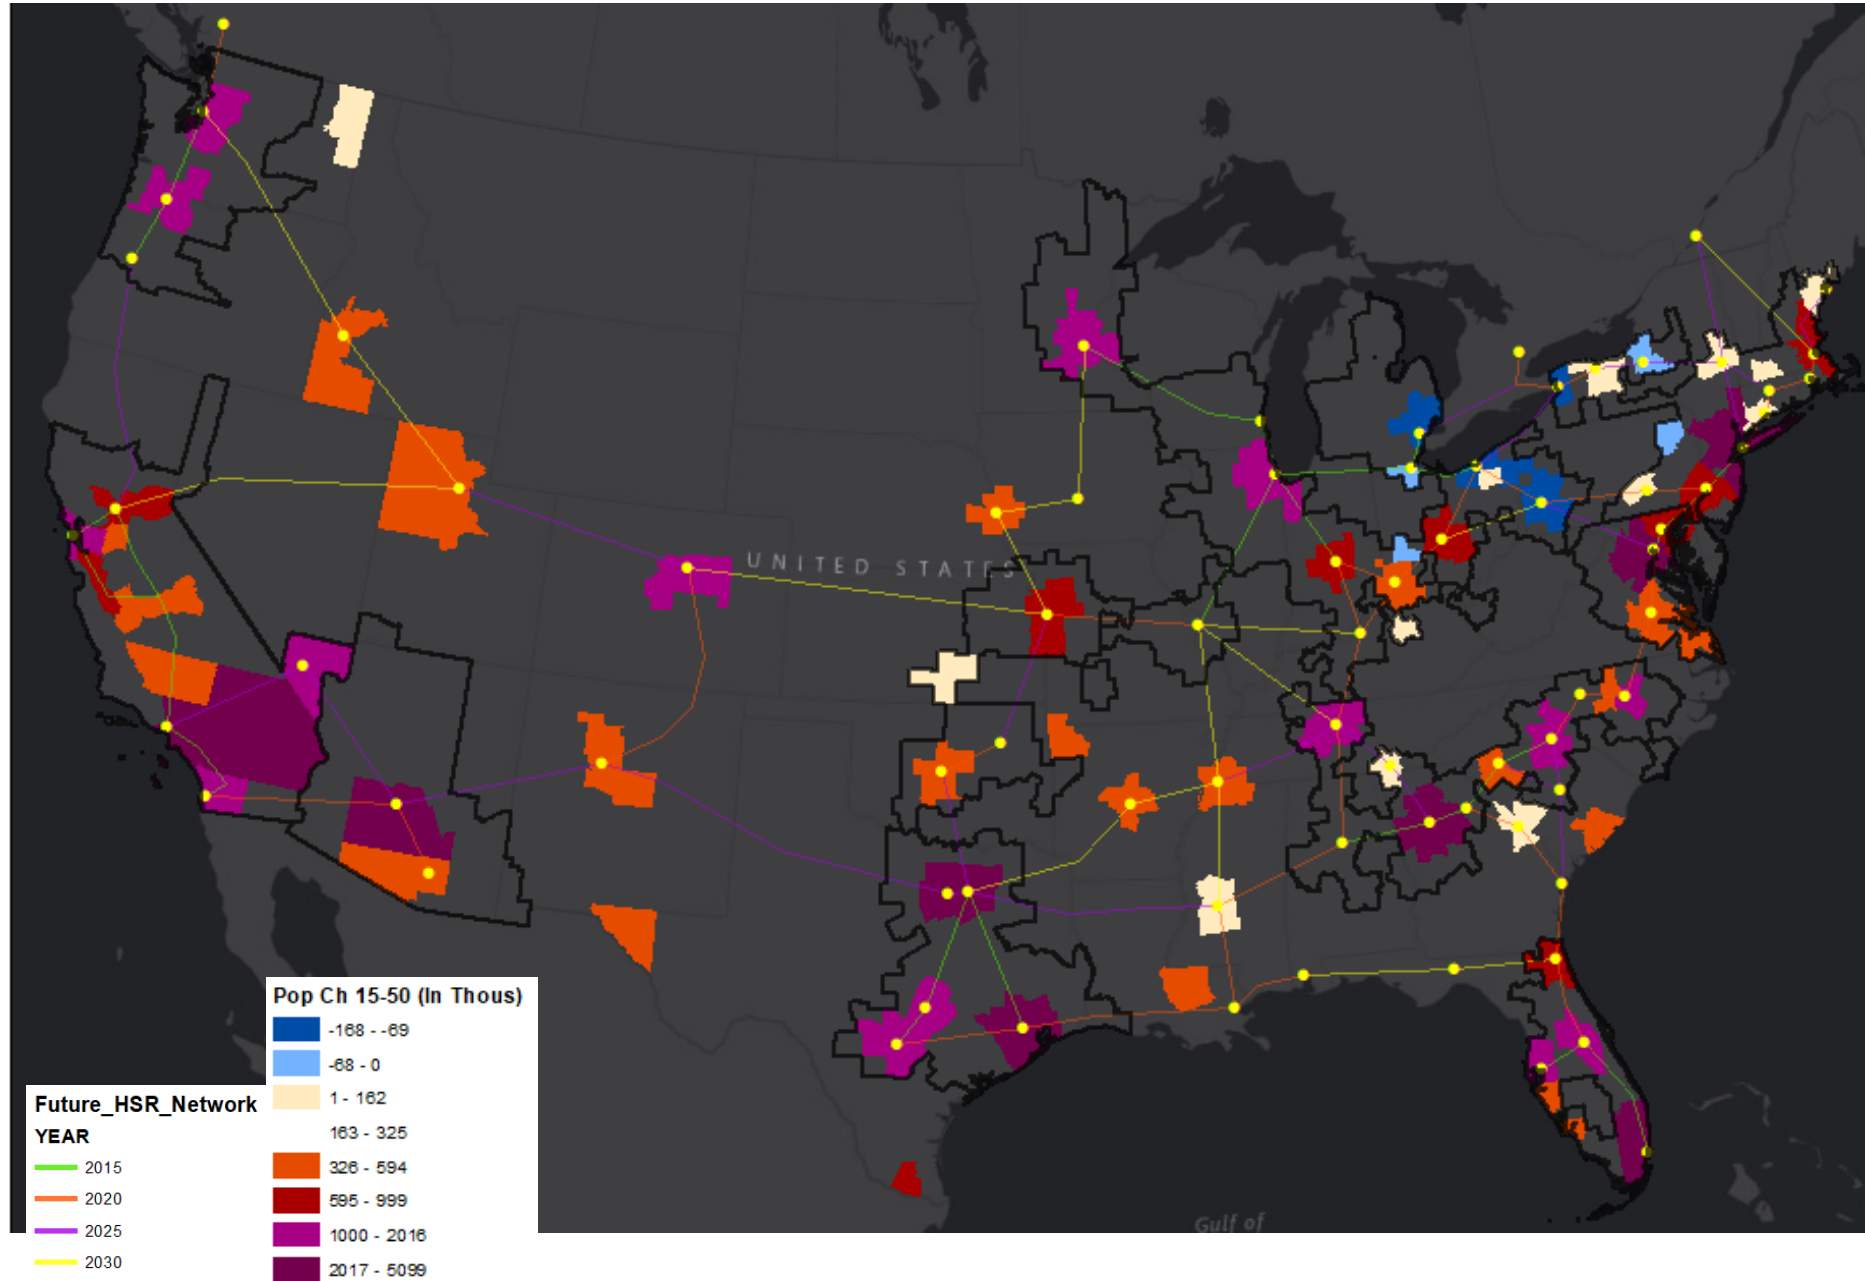 UNITED STATES
Pop Ch 15-50 (In Thous)
-168 - -69
-68 - 0
1 - 162
163 - 325
326 - 594
595 - 999
1000 - 2016
2017 - 5099
Future_HSR_Network
YEAR
2015
2020
2025
2030
Gulf of